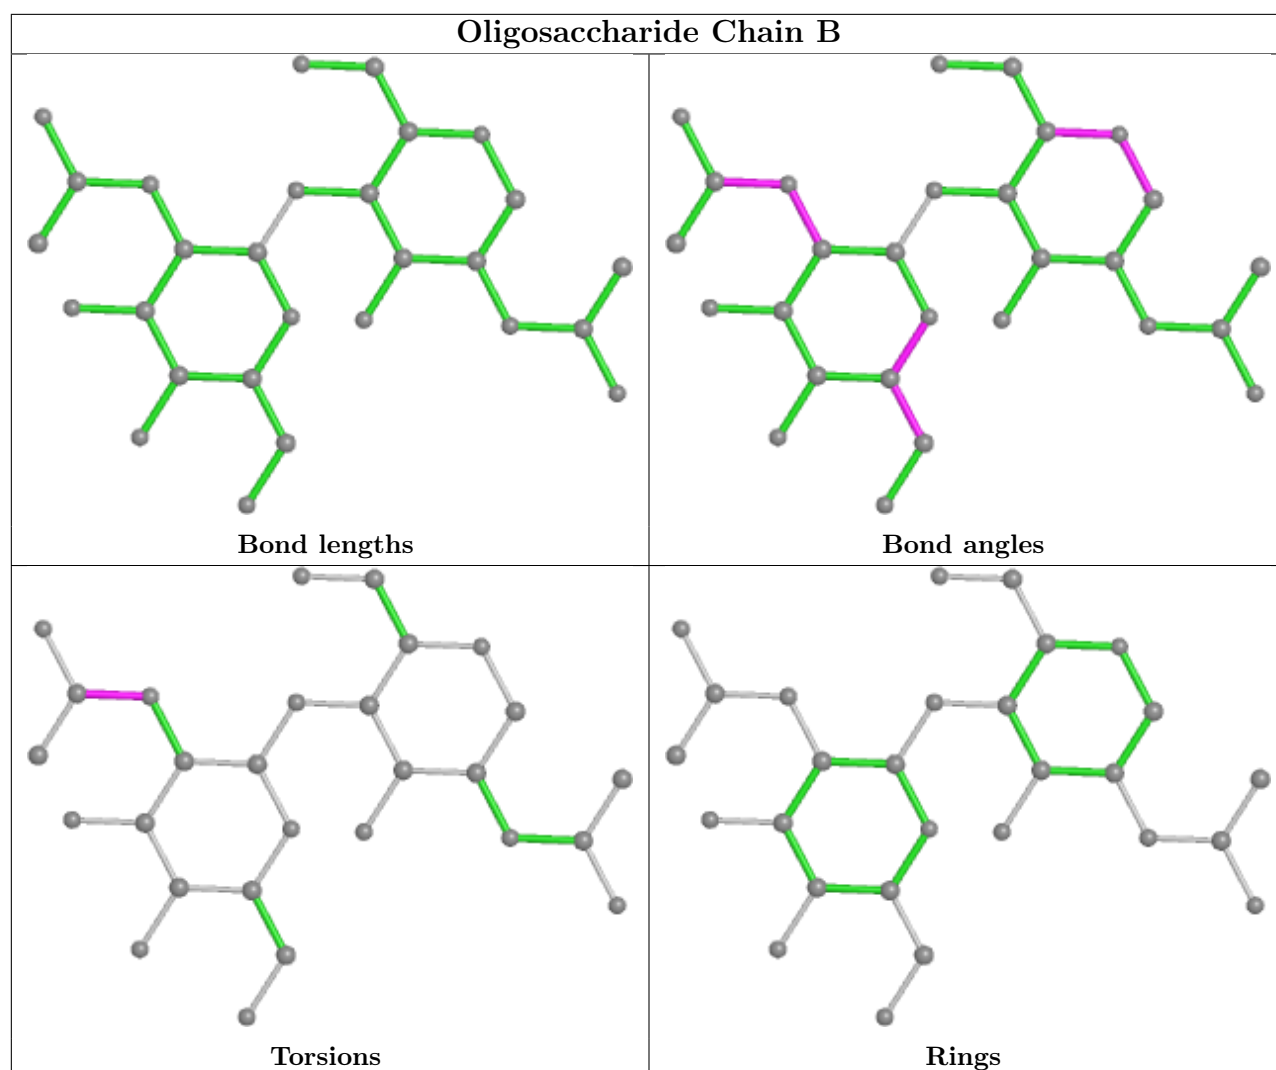 Oligosaccharide Chain B
Bond lengths
Bond angles
Torsions
Rings